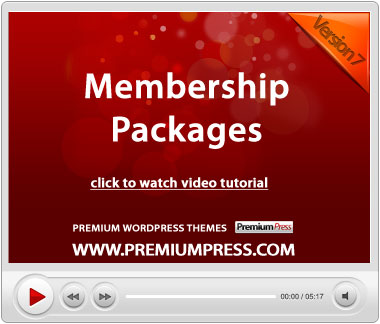 Version 7
Membership
Packages
click to watch video tutorial
PREMIUM WORDPRESS THEMES PremiumPress
WWW.PREMIUMPRESS.COM
00:00 / 05:17